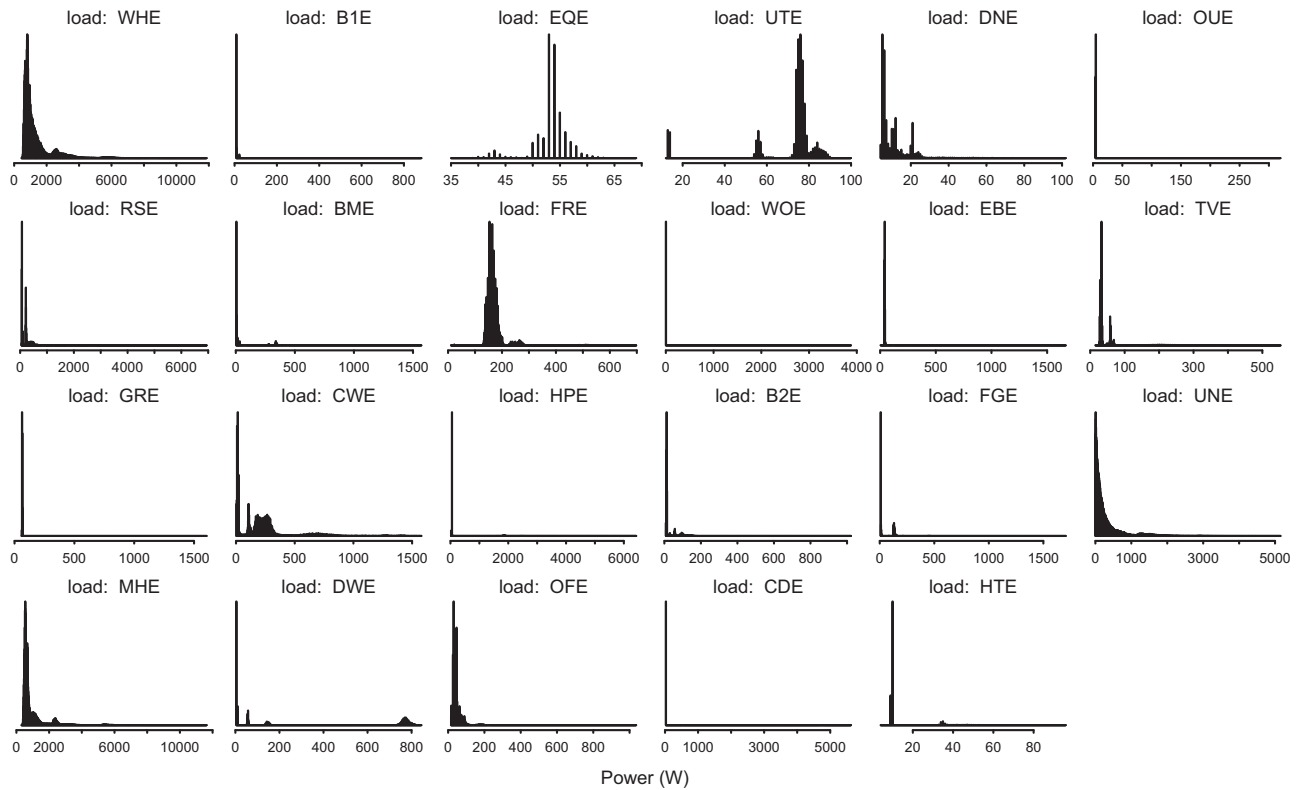 load: WHE load: B1E load: EQE load: UTE load: DNE load: OUE
0 2000 6000 10000 0 200 400 600 800 35 45 55 65 20 40 60 80 100 20 40 60 80 100 0 50 150 250
load: RSE load: BME load: FRE load: WOE load: EBE load: TVE
0 2000 4000 6000 0 500 1000 1500 0 200 400 600 0 1000 2000 3000 4000 0 500 1000 1500 0 100 300 500
load: GRE load: CWE load: HPE load: B2E load: FGE load: UNE
0 500 1000 1500 0 500 1000 1500 0 2000 4000 6000 0 200 400 600 800 0 500 1000 1500 0 1000 3000 5000
load: MHE load: DWE load: OFE load: CDE load: HTE
0 2000 6000 10000 0 200 400 600 800 0 200 400 600 800 0 1000 3000 5000 20 40 60 80
Power (W)